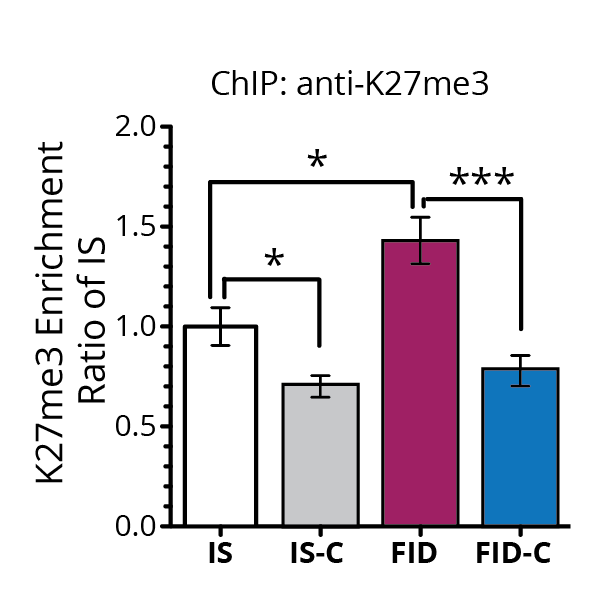 ChIP: anti-K27me3
K27me3 Enrichment
Ratio of IS
2.0
1.5
1.0
0.5
0.0
*
***
*
IS
IS-C
FID
FID-C